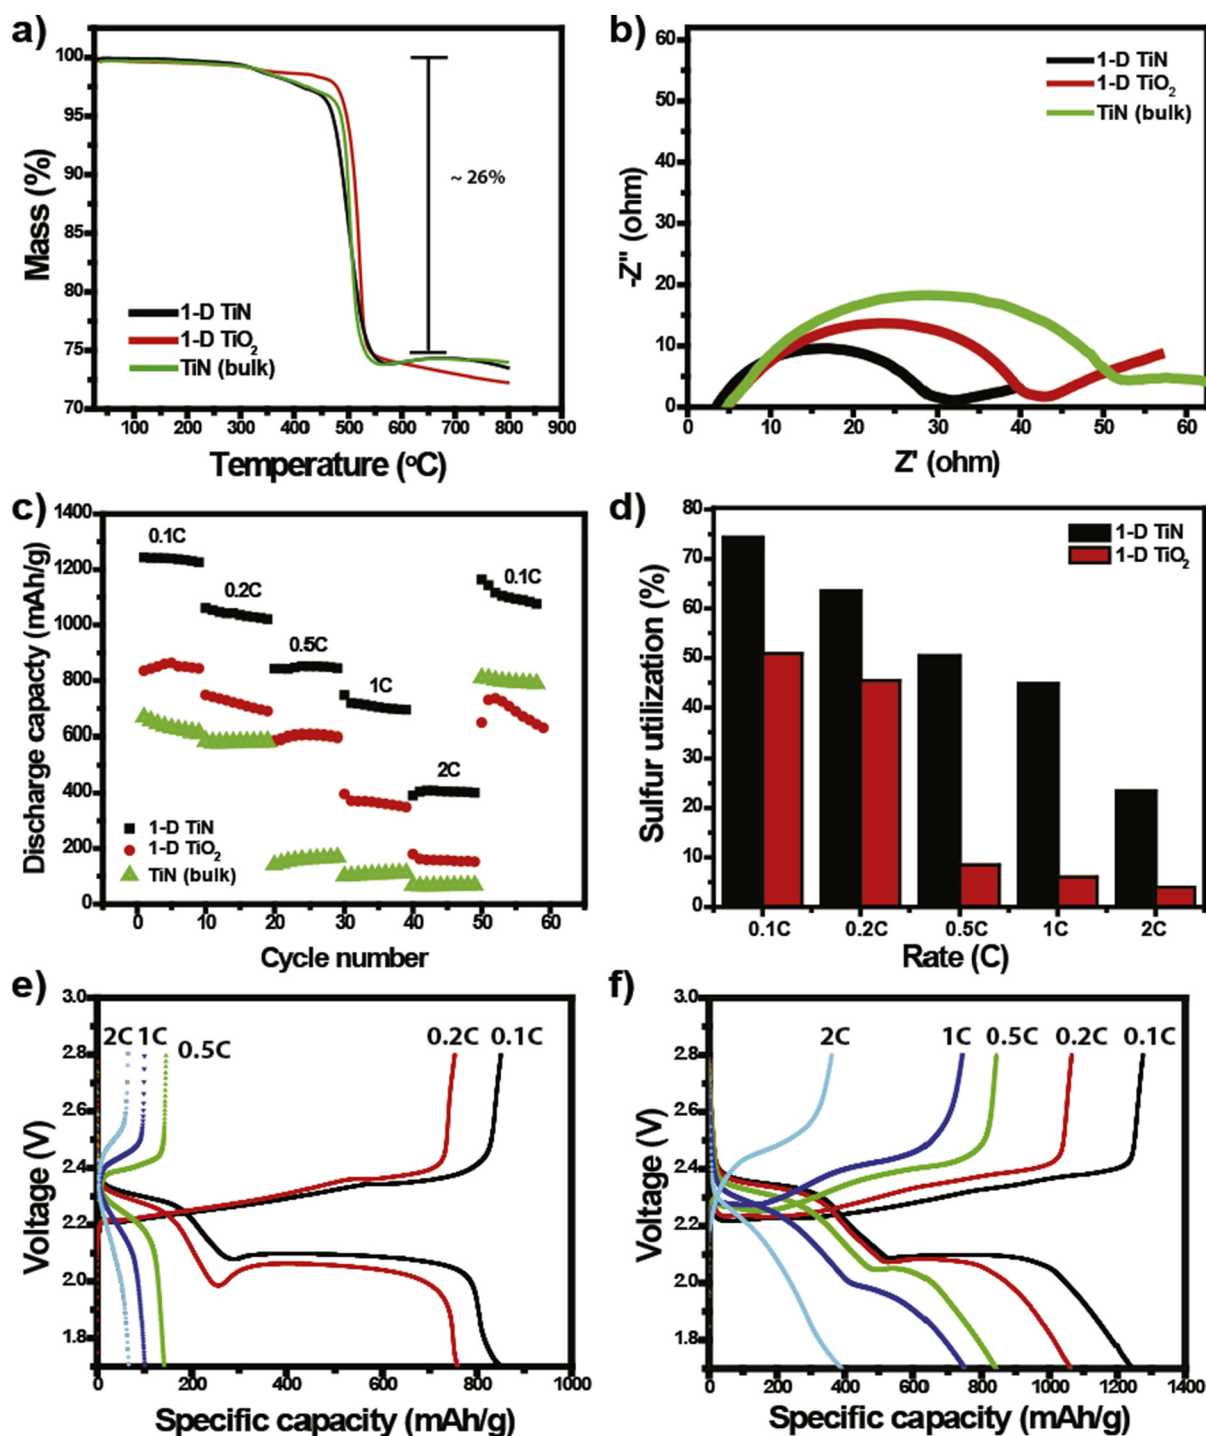 a)
100
95
90
85
80
75
70
Mass (%)
~ 26%
1-D TiN
1-D TiO2
TiN (bulk)
100 200 300 400 500 600 700 800 900
Temperature (oC)
b)
60
50
40
30
20
10
0
-Z" (ohm)
1-D TiN
1-D TiO2
TiN (bulk)
0 10 20 30 40 50 60
Z' (ohm)
c)
1400
1200
1000
800
600
400
200
0
Discharge capacty (mAh/g)
0.1C
0.2C
0.5C
1C
2C
0.1C
1-D TiN
1-D TiO2
TiN (bulk)
0 10 20 30 40 50 60
Cycle number
d)
80
70
60
50
40
30
20
10
0
Sulfur utilization (%)
1-D TiN
1-D TiO2
0.1C 0.2C 0.5C 1C 2C
Rate (C)
e)
3.0
2.8
2.6
2.4
2.2
2.0
1.8
Voltage (V)
2C 1C 0.5C 0.2C 0.1C
0 200 400 600 800 1000
Specific capacity (mAh/g)
f)
3.0
2.8
2.6
2.4
2.2
2.0
1.8
Voltage (V)
2C 1C 0.5C 0.2C 0.1C
0 200 400 600 800 1000 1200 1400
Specific capacity (mAh/g)